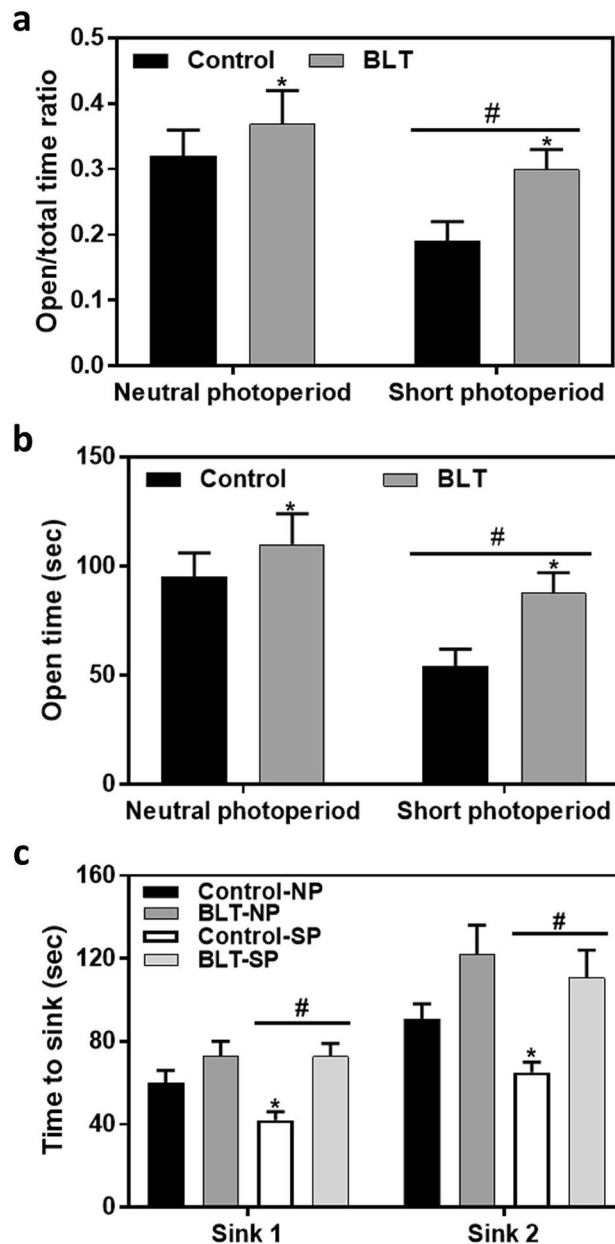 a
0.5
Control BLT
0.4
0.3
0.2
0.1
0.0
Open/total time ratio
*
#
*
Neutral photoperiod Short photoperiod
b
150
Control BLT
100
50
0
Open time (sec)
*
#
*
Neutral photoperiod Short photoperiod
c
160
120
80
40
0
Time to sink (sec)
Control-NP
BLT-NP
Control-SP
BLT-SP
#
*
#
*
Sink 1 Sink 2